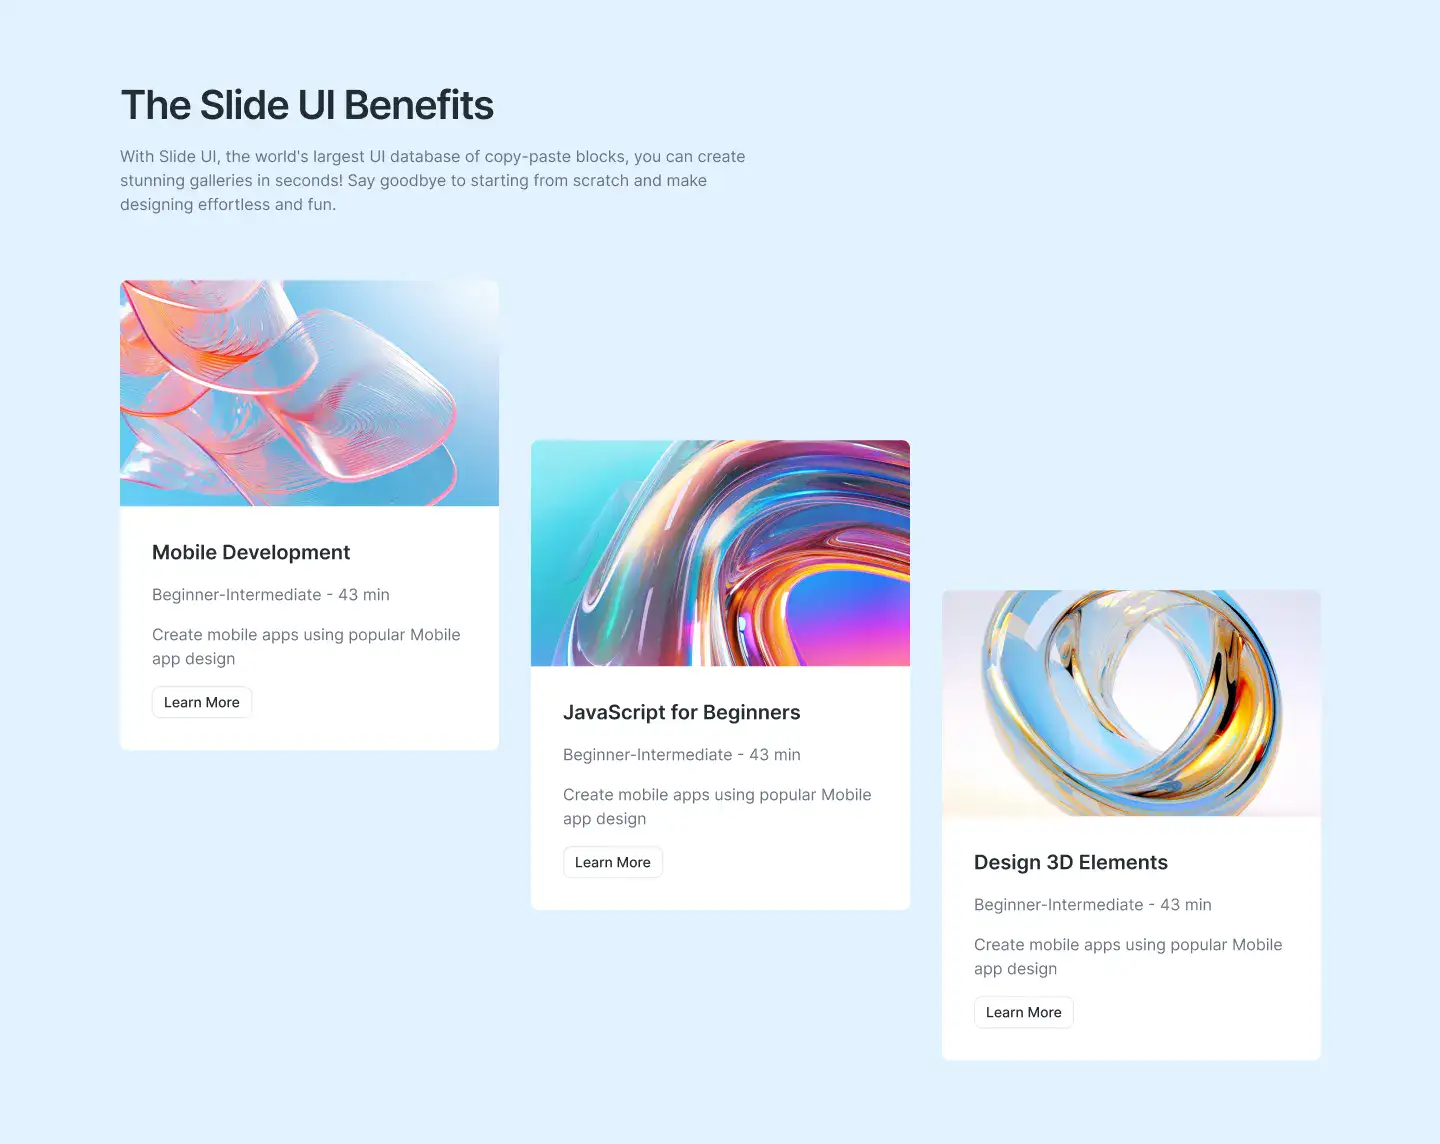 The Slide UI Benefits
With Slide UI, the world's largest UI database of copy-paste blocks, you can create
stunning galleries in seconds! Say goodbye to starting from scratch and make
designing effortless and fun.
Mobile Development
Beginner-Intermediate - 43 min
Create mobile apps using popular Mobile
app design
Learn More
JavaScript for Beginners
Beginner-Intermediate - 43 min
Create mobile apps using popular Mobile
app design
Learn More
Design 3D Elements
Beginner-Intermediate - 43 min
Create mobile apps using popular Mobile
app design
Learn More